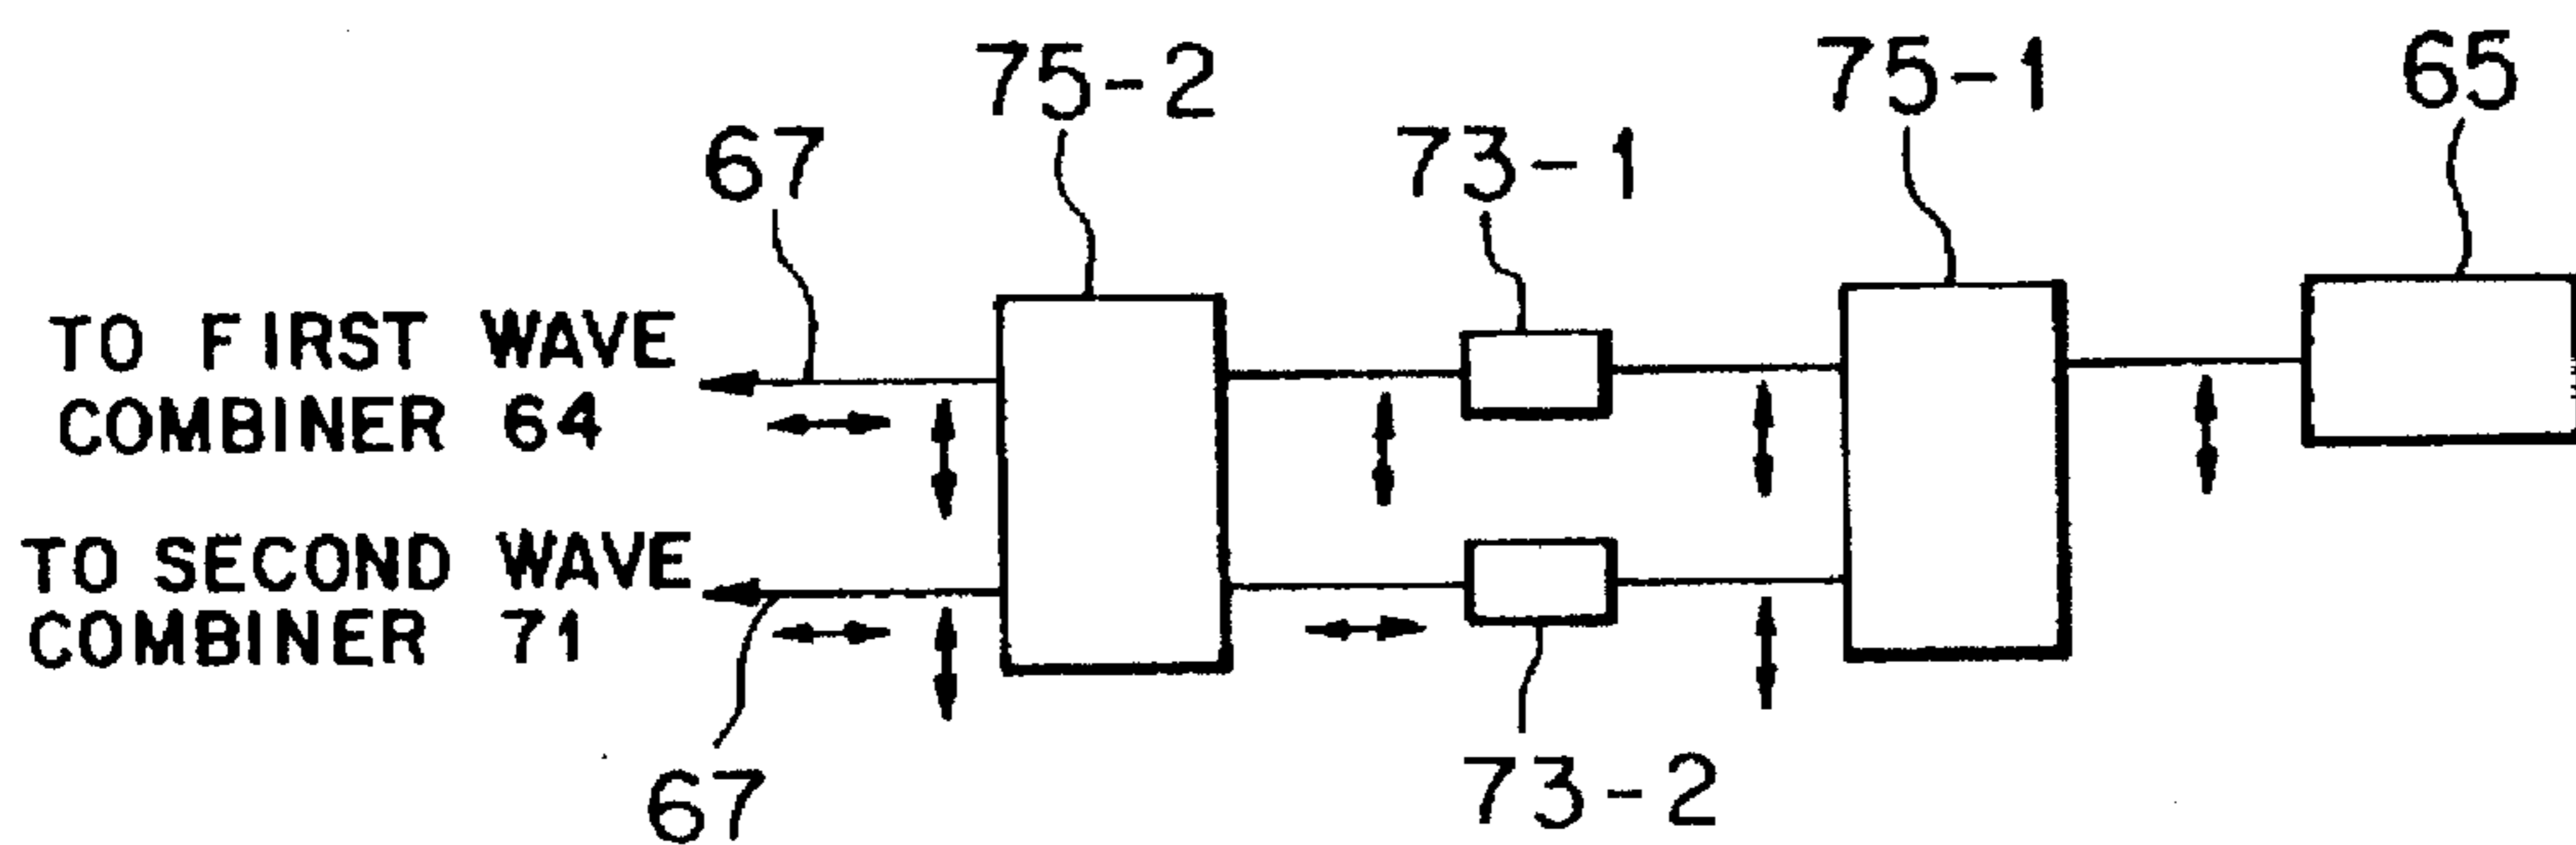 75-2
75-1
65
67
73-1
TO FIRST WAVE
COMBINER 64
TO SECOND WAVE
COMBINER 71
67
73-2